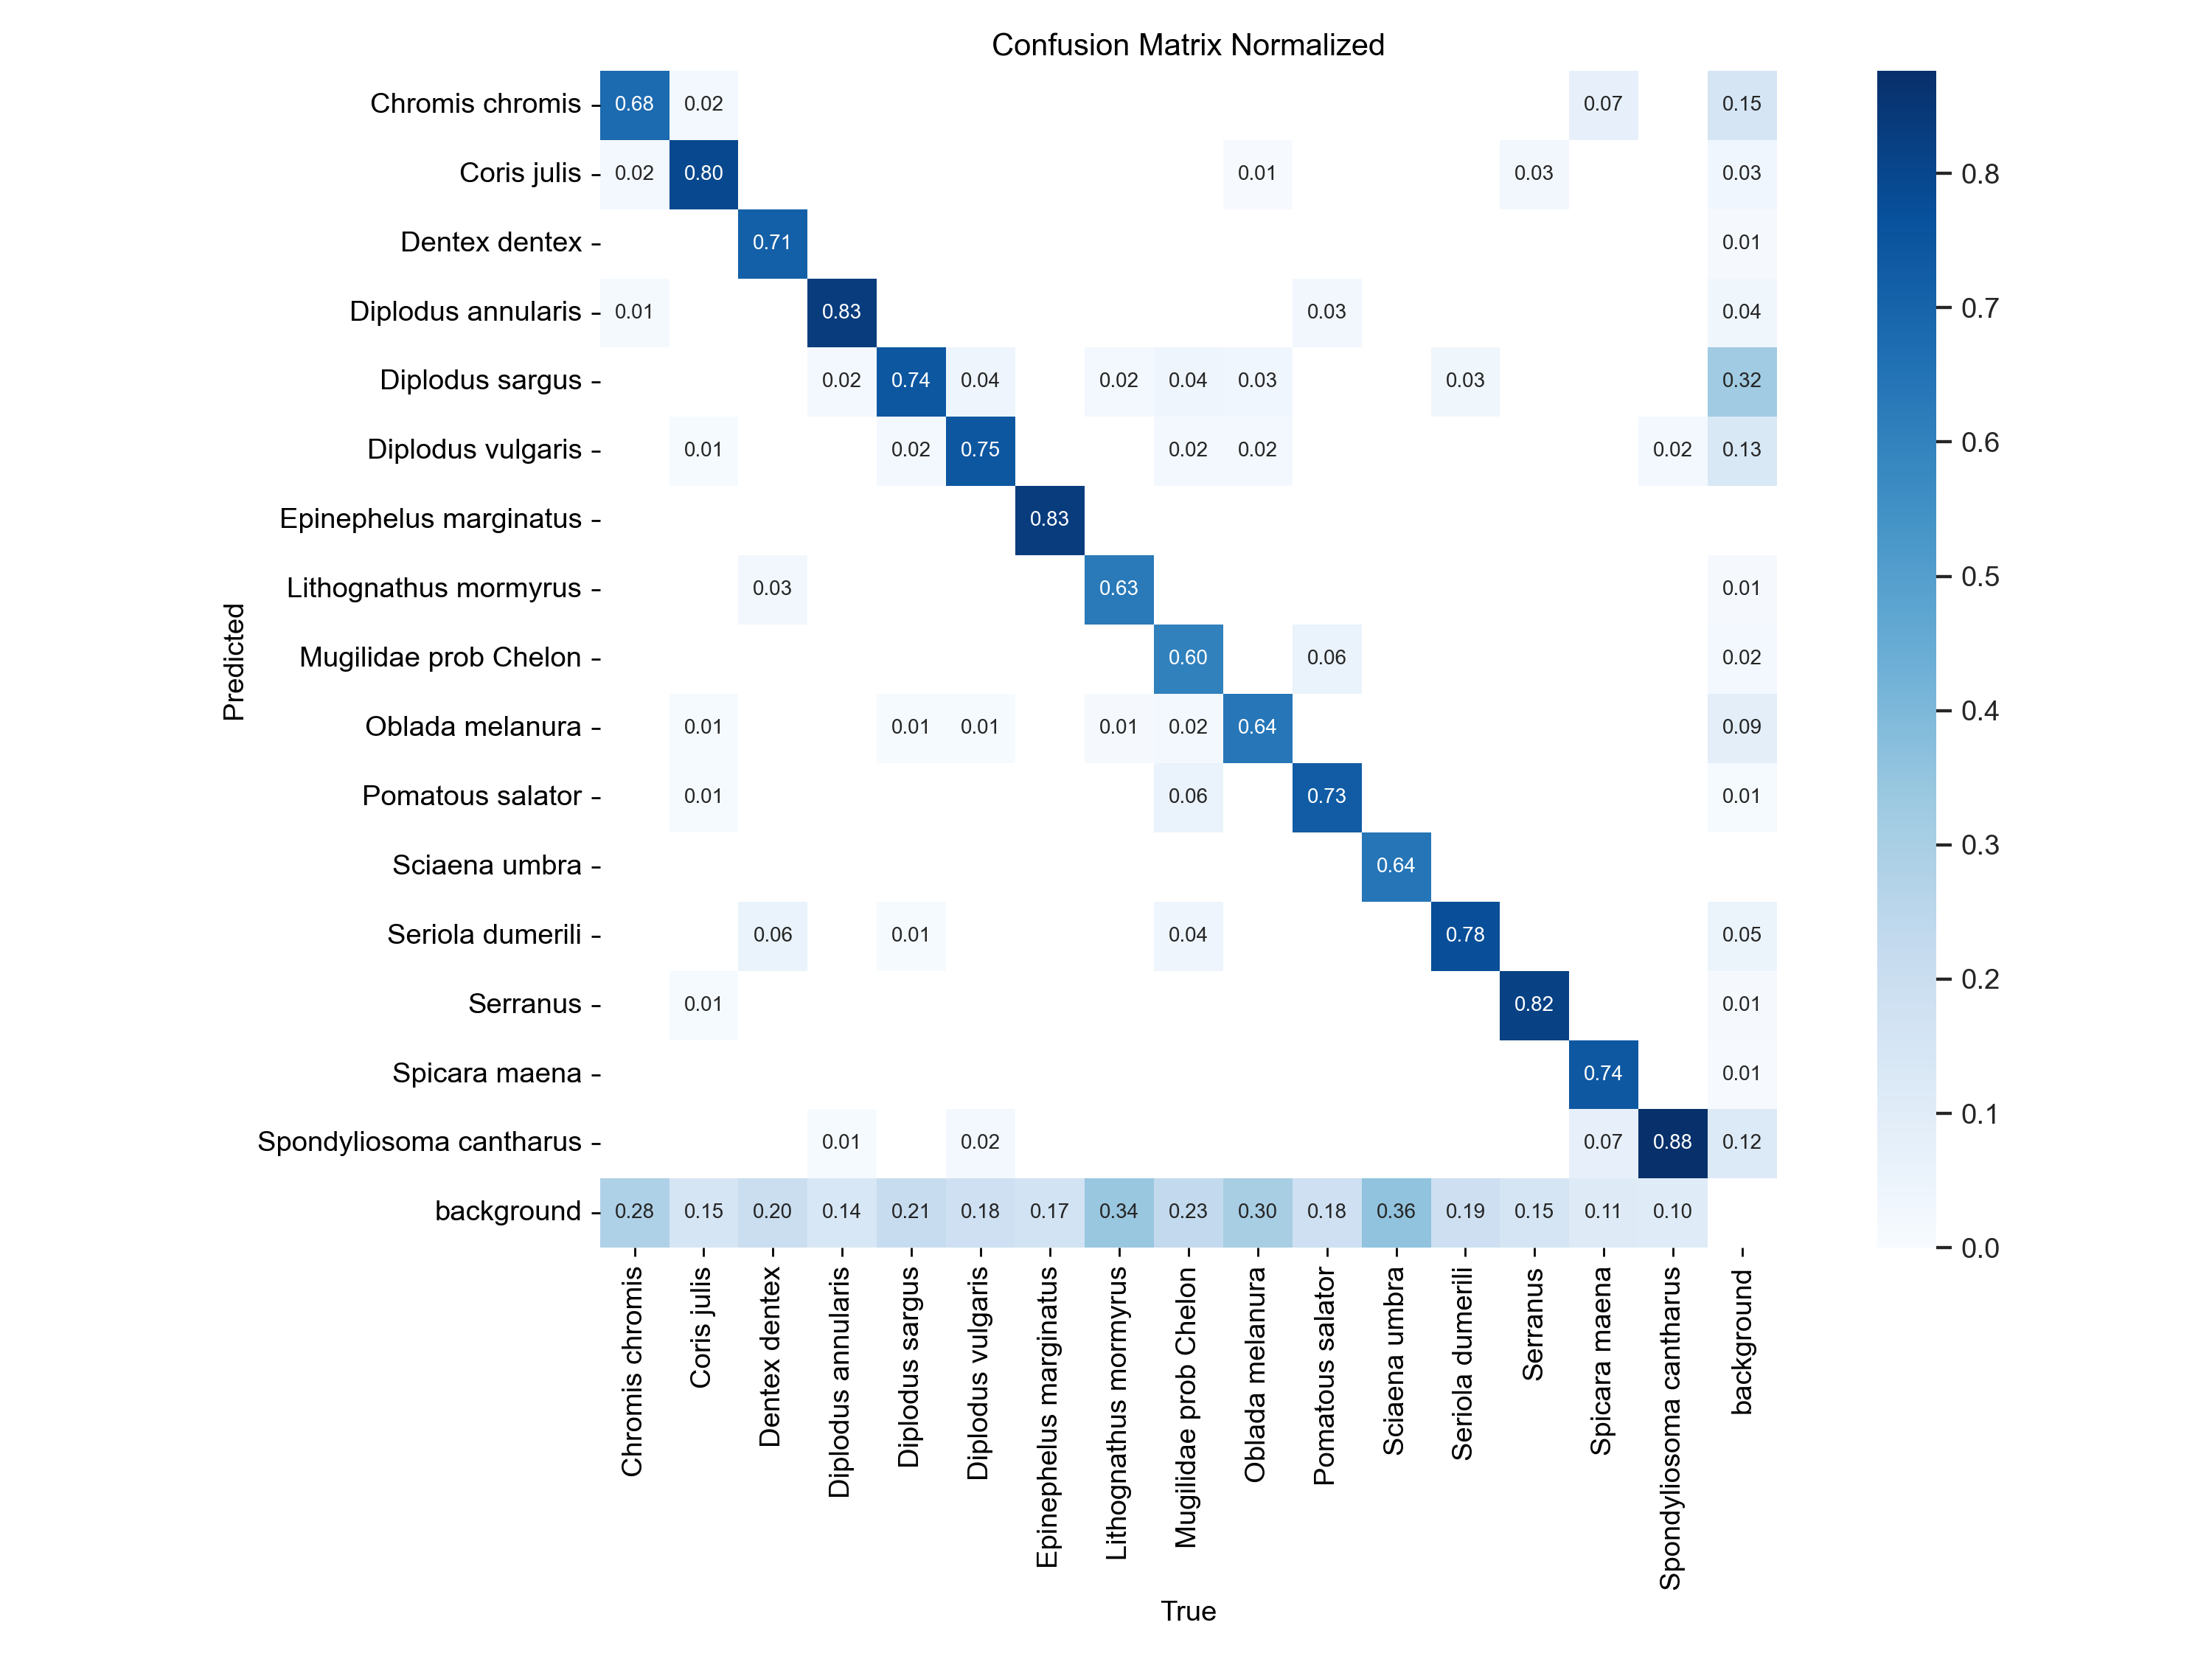 Confusion Matrix Normalized
Chromis chromis 0.68 0.02 0.07 0.15
Coris julis 0.02 0.80 0.01 0.03 0.03
Dentex dentex 0.71 0.01
Diplodus annularis 0.01 0.83 0.03 0.04
Diplodus sargus 0.02 0.74 0.04 0.02 0.04 0.03 0.03 0.32
Diplodus vulgaris 0.01 0.02 0.75 0.02 0.02 0.02 0.13
Epinephelus marginatus 0.83
Lithognathus mormyrus 0.03 0.63 0.01
Mugilidae prob Chelon 0.60 0.06 0.02
Oblada melanura 0.01 0.01 0.01 0.01 0.02 0.64 0.09
Pomatous salator 0.01 0.06 0.73 0.01
Sciaena umbra 0.64
Seriola dumerili 0.06 0.01 0.04 0.78 0.05
Serranus 0.01 0.82 0.01
Spicara maena 0.74 0.01
Spondyliosoma cantharus 0.01 0.02 0.07 0.88 0.12
background 0.28 0.15 0.20 0.14 0.21 0.18 0.17 0.34 0.23 0.30 0.18 0.36 0.19 0.15 0.11 0.10
Predicted
Chromis chromis
Coris julis
Dentex dentex
Diplodus annularis
Diplodus sargus
Diplodus vulgaris
Epinephelus marginatus
Lithognathus mormyrus
Mugilidae prob Chelon
Oblada melanura
Pomatous salator
Sciaena umbra
Seriola dumerili
Serranus
Spicara maena
Spondyliosoma cantharus
background
True
0.8
0.7
0.6
0.5
0.4
0.3
0.2
0.1
0.0